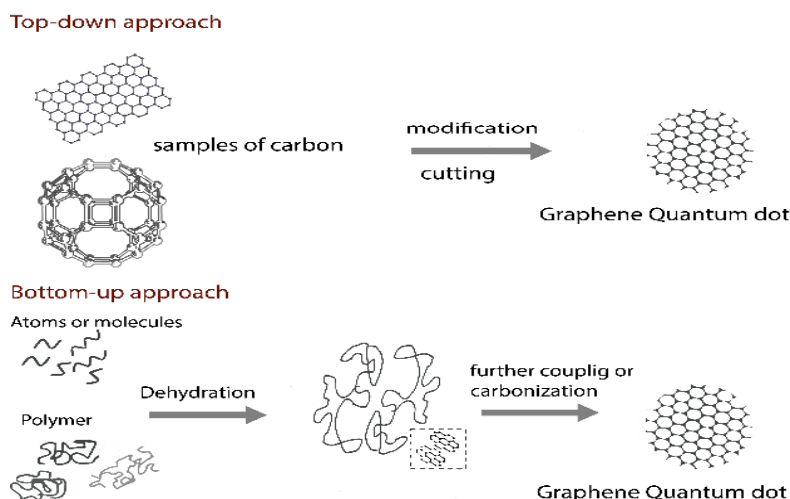 Top-down approach
samples of carbon
modification
cutting
Graphene Quantum dot
Bottom-up approach
Atoms or molecules
Dehydration
Polymer
further couplig or
carbonization
Graphene Quantum dot